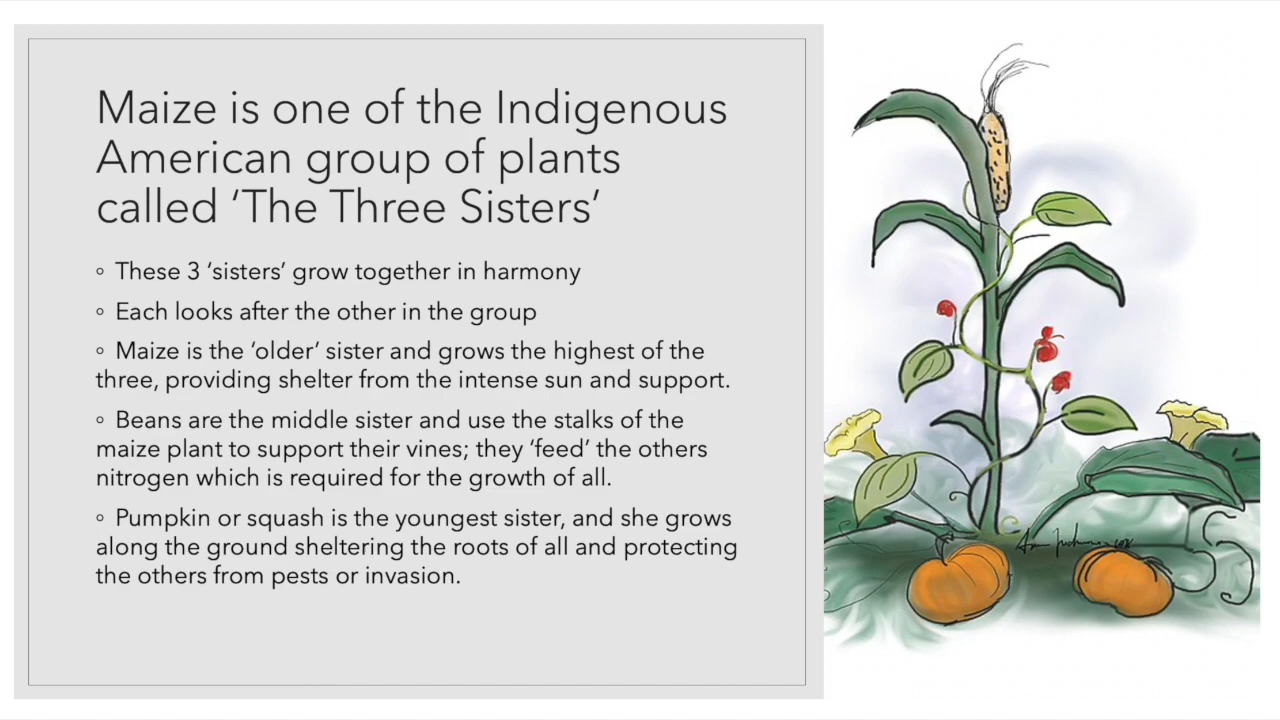 Maize is one of the Indigenous
American group of plants
called ‘The Three Sisters’
◦ These 3 ‘sisters’ grow together in harmony
◦ Each looks after the other in the group
◦ Maize is the ‘older’ sister and grows the highest of the
three, providing shelter from the intense sun and support.
◦ Beans are the middle sister and use the stalks of the
maize plant to support their vines; they ‘feed’ the others
nitrogen which is required for the growth of all.
◦ Pumpkin or squash is the youngest sister, and she grows
along the ground sheltering the roots of all and protecting
the others from pests or invasion.